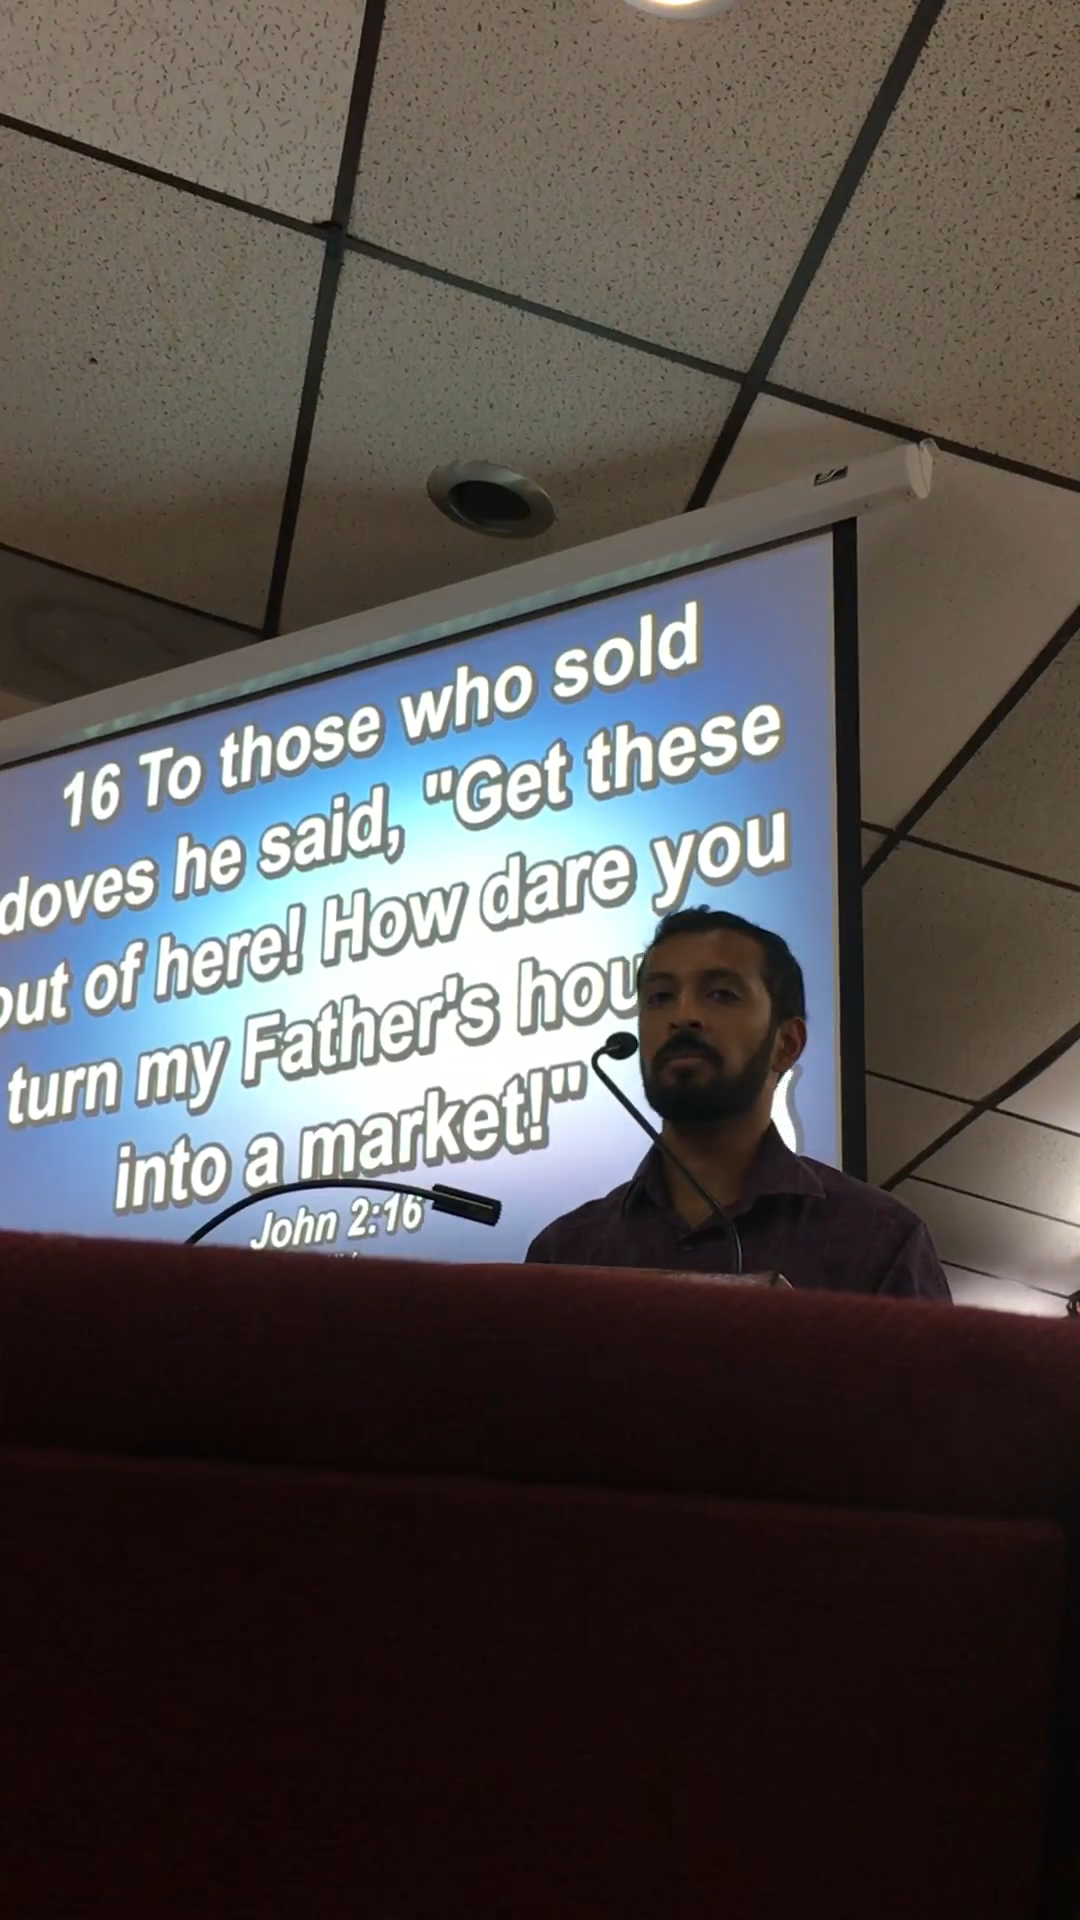 16 To those who sold
doves he said, "Get these
out of here! How dare you
turn my Father's hou
into a market!"
John 2:16